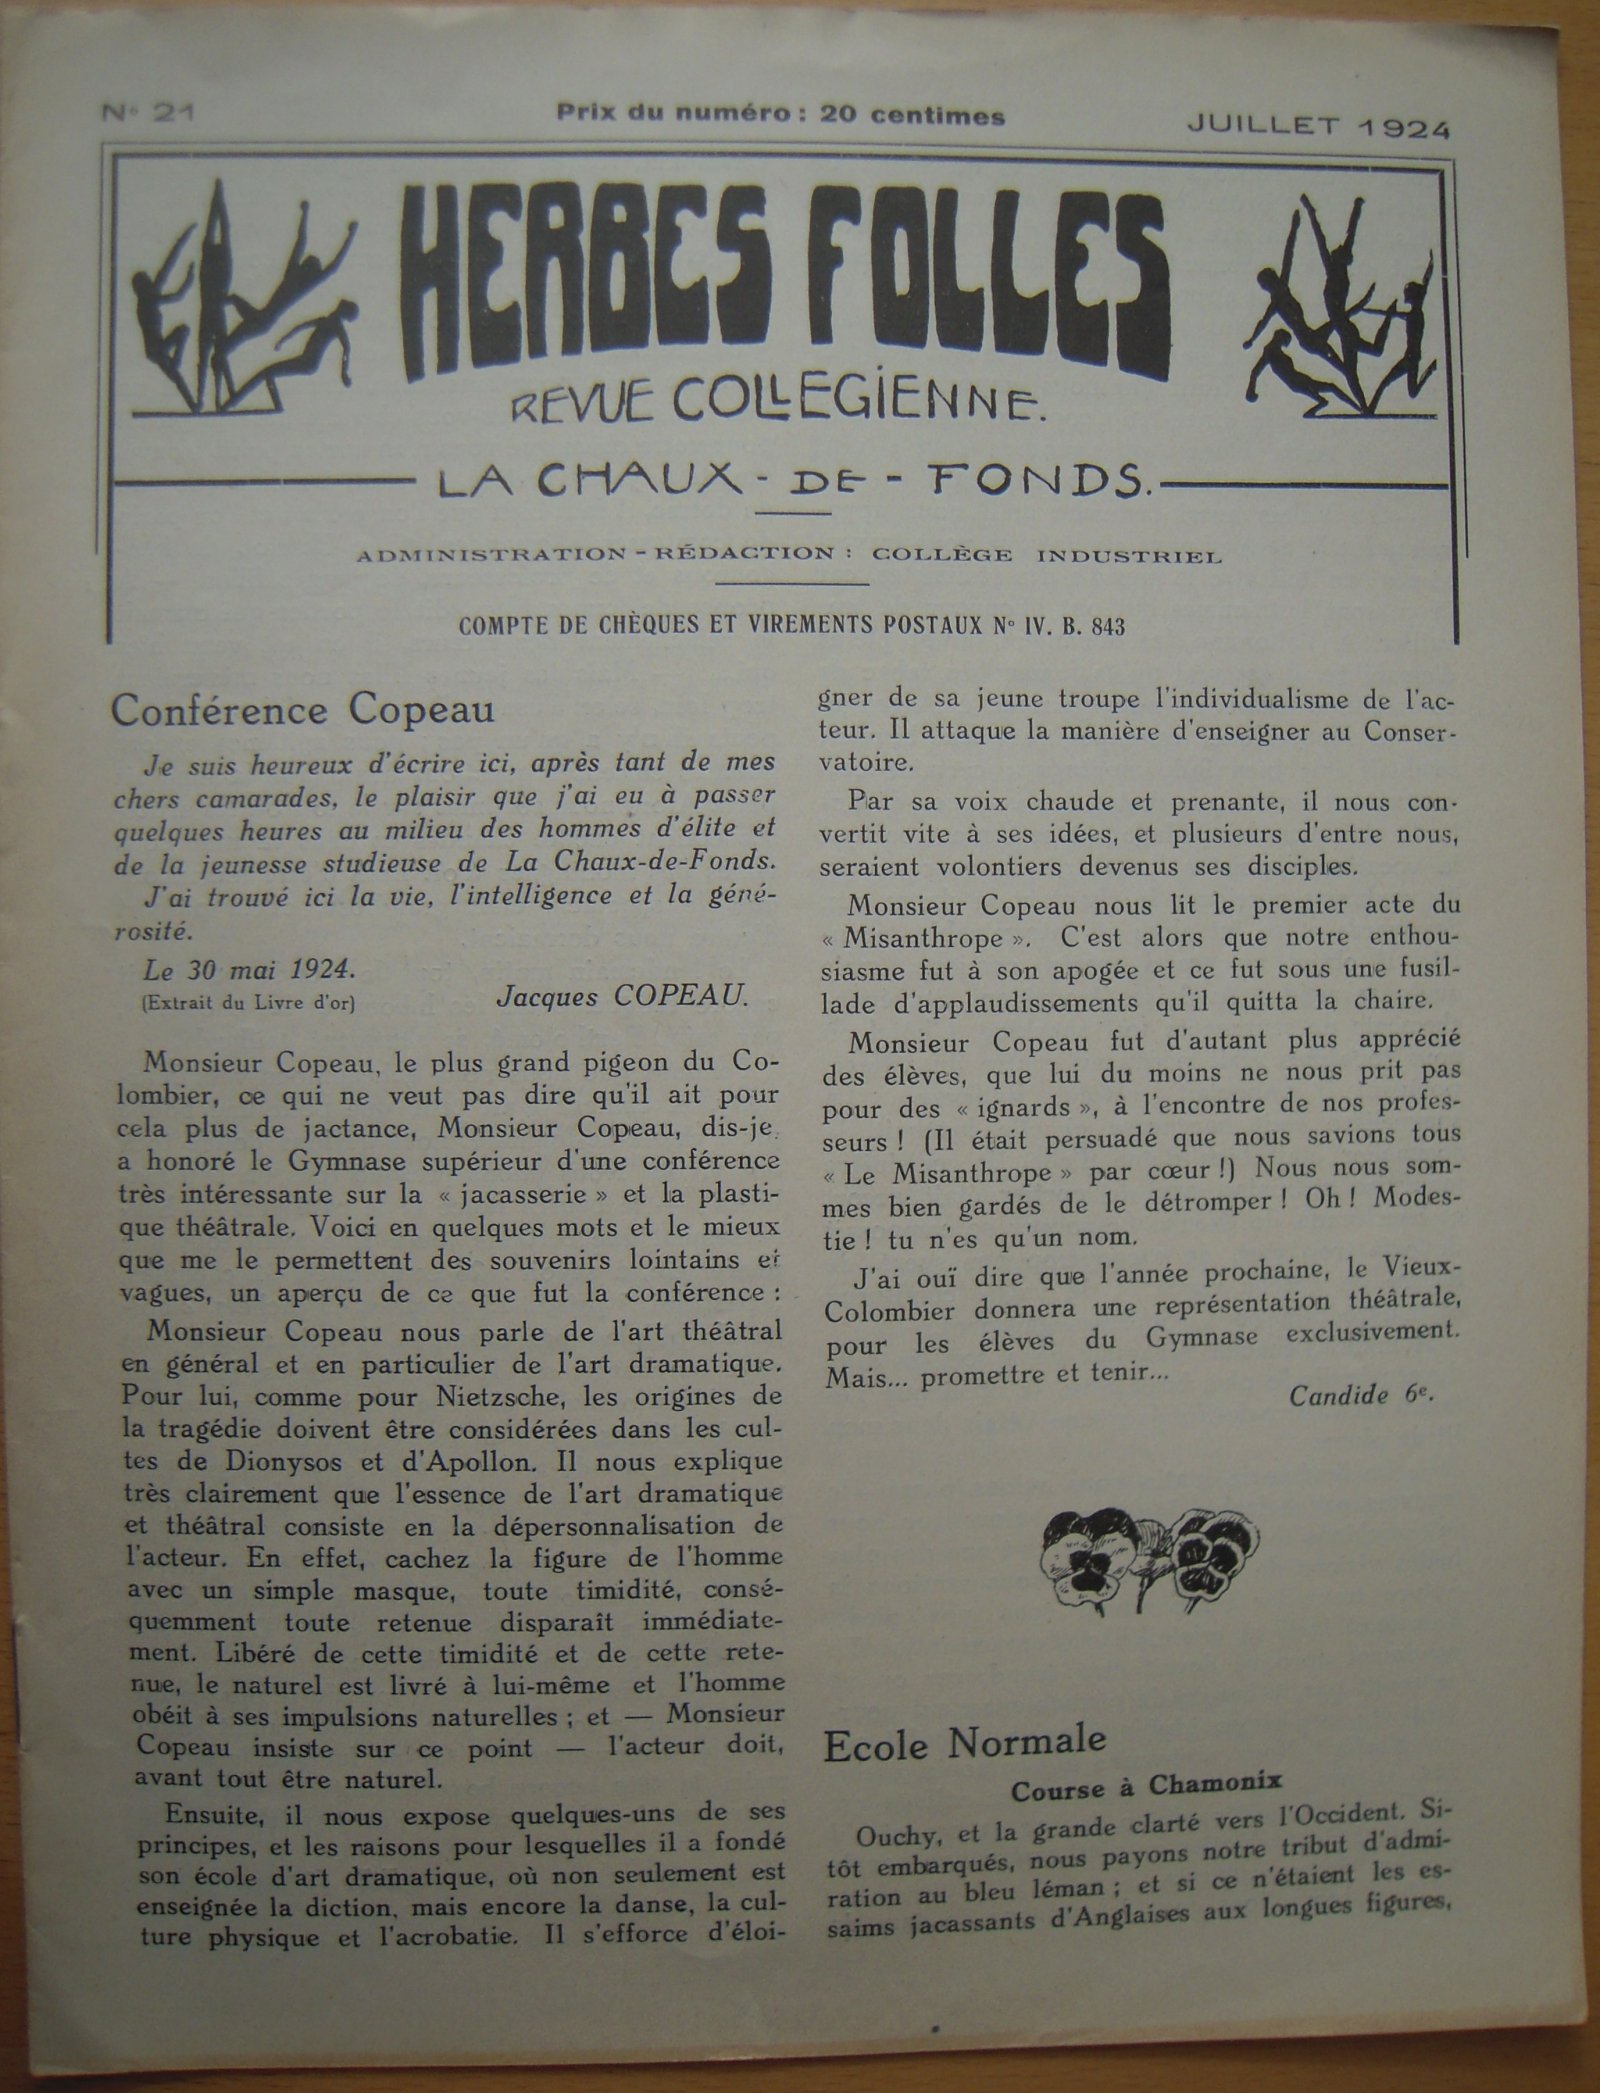 No 21
Prix du numéro : 20 centimes
JUILLET 1924
HERBES FOLLES
REVUE COLLEGIENNE.
LA CHAUX - DE - FONDS.
ADMINISTRATION - RÉDACTION : COLLÈGE INDUSTRIEL
COMPTE DE CHÈQUES ET VIREMENTS POSTAUX No IV. B. 843
Conférence Copeau
Je suis heureux d'écrire ici, après tant de mes
chers camarades, le plaisir que j'ai eu à passer
quelques heures au milieu des hommes d'élite et
de la jeunesse studieuse de La Chaux-de-Fonds.
J'ai trouvé ici la vie, l'intelligence et la géné-
rosité.
Le 30 mai 1924.
(Extrait du Livre d'or)
Jacques COPEAU.
Monsieur Copeau, le plus grand pigeon du Co-
lombier, ce qui ne veut pas dire qu'il ait pour
cela plus de jactance, Monsieur Copeau, dis-je,
a honoré le Gymnase supérieur d'une conférence
très intéressante sur la « jacasserie » et la plasti-
que théâtrale. Voici en quelques mots et le mieux
que me le permettent des souvenirs lointains et
vagues, un aperçu de ce que fut la conférence :
Monsieur Copeau nous parle de l'art théâtral
en général et en particulier de l'art dramatique.
Pour lui, comme pour Nietzsche, les origines de
la tragédie doivent être considérées dans les cul-
tes de Dionysos et d'Apollon. Il nous explique
très clairement que l'essence de l'art dramatique
et théâtral consiste en la dépersonnalisation de
l'acteur. En effet, cachez la figure de l'homme
avec un simple masque, toute timidité, consé-
quemment toute retenue disparaît immédiate-
ment. Libéré de cette timidité et de cette rete-
nue, le naturel est livré à lui-même et l'homme
obéit à ses impulsions naturelles ; et — Monsieur
Copeau insiste sur ce point — l'acteur doit,
avant tout être naturel.
Ensuite, il nous expose quelques-uns de ses
principes, et les raisons pour lesquelles il a fondé
son école d'art dramatique, où non seulement est
enseignée la diction, mais encore la danse, la cul-
ture physique et l'acrobatie. Il s'efforce d'éloi-
gner de sa jeune troupe l'individualisme de l'ac-
teur. Il attaque la manière d'enseigner au Conser-
vatoire.
Par sa voix chaude et prenante, il nous con-
vertit vite à ses idées, et plusieurs d'entre nous,
seraient volontiers devenus ses disciples.
Monsieur Copeau nous lit le premier acte du
« Misanthrope ». C'est alors que notre enthou-
siasme fut à son apogée et ce fut sous une fusil-
lade d'applaudissements qu'il quitta la chaire.
Monsieur Copeau fut d'autant plus apprécié
des élèves, que lui du moins ne nous prit pas
pour des « ignards », à l'encontre de nos profes-
seurs ! (Il était persuadé que nous savions tous
« Le Misanthrope » par cœur !) Nous nous som-
mes bien gardés de le détromper ! Oh ! Modes-
tie ! tu n'es qu'un nom.
J'ai ouï dire que l'année prochaine, le Vieux-
Colombier donnera une représentation théâtrale,
pour les élèves du Gymnase exclusivement.
Mais... promettre et tenir...
Candide 6e.
Ecole Normale
Course à Chamonix
Ouchy, et la grande clarté vers l'Occident. Si-
tôt embarqués, nous payons notre tribut d'admi-
ration au bleu léman ; et si ce n'étaient les es-
saims jacassants d'Anglaises aux longues figures,